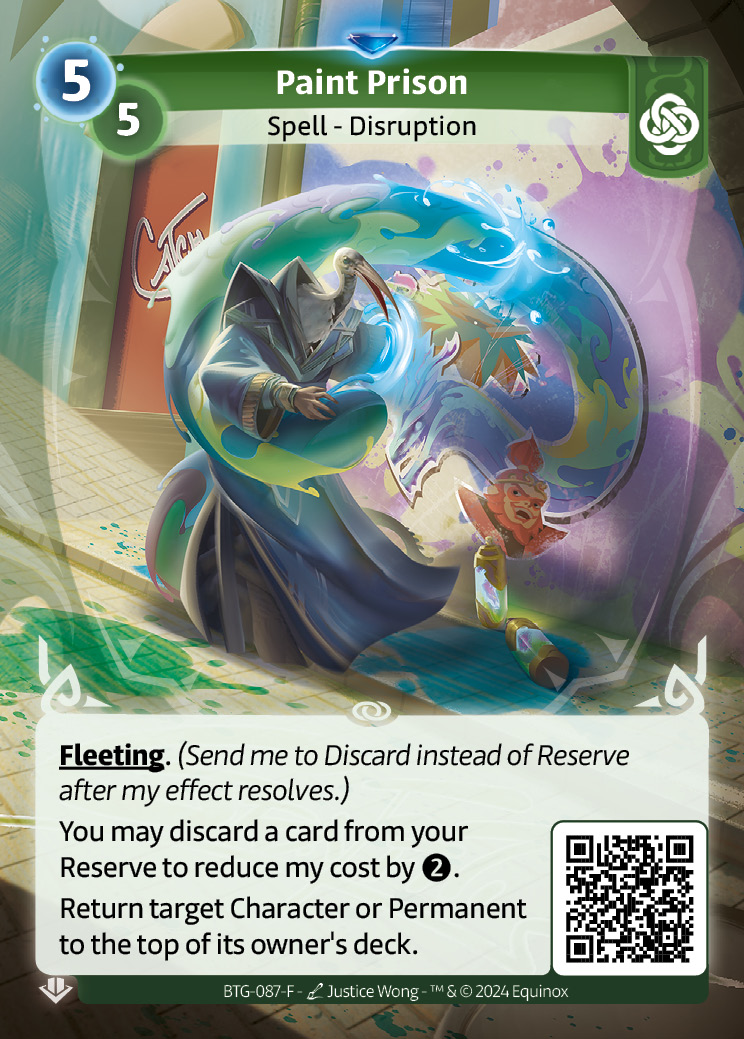 5
Paint Prison
5
Spell - Disruption
CATCH
Fleeting. (Send me to Discard instead of Reserve
after my effect resolves.)
You may discard a card from your
Reserve to reduce my cost by 2.
Return target Character or Permanent
to the top of its owner's deck.
BTG-087-F - Justice Wong - ™ & © 2024 Equinox